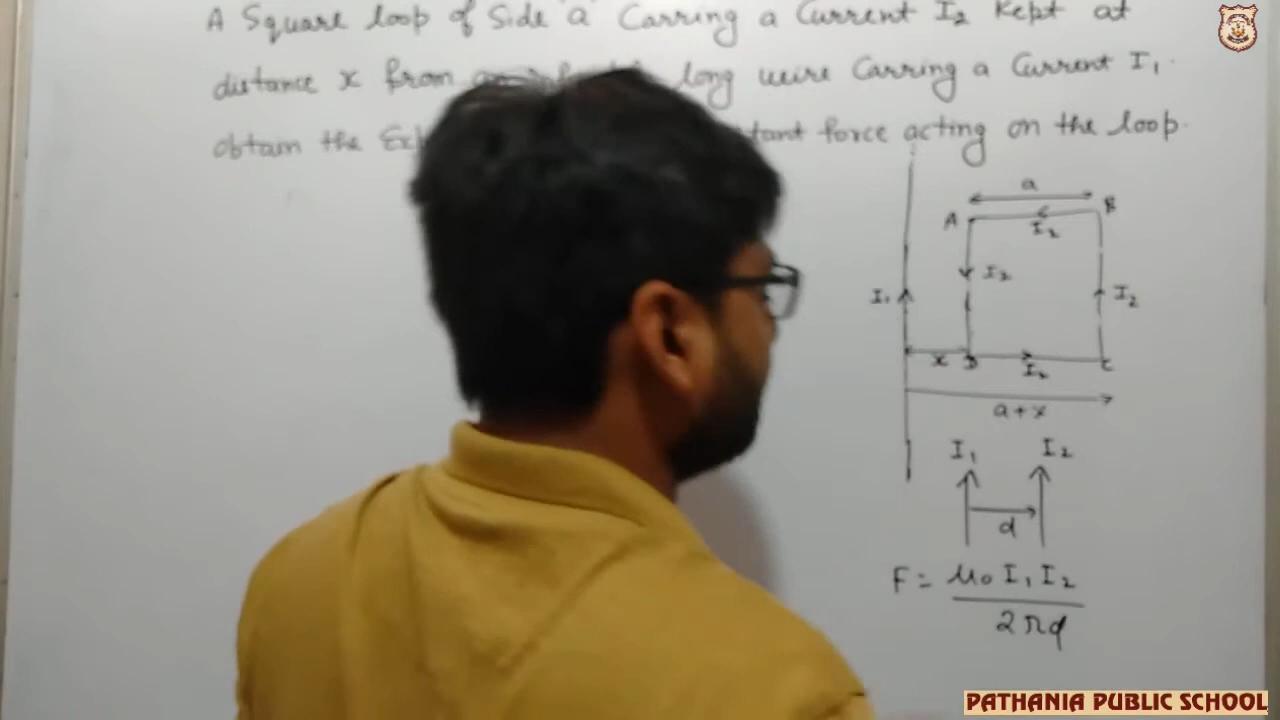 A Square loop of Side a Carring a Current I₂ Kept at
distance x from long wire Carring a Current I₁.
obtain the force acting on the loop.
a
A B
I₂
I₂
I₁ I₂
x D I₂ C
a+x
I₁ I₂
d
F = μ₀ I₁ I₂
2πd
PATHANIA PUBLIC SCHOOL